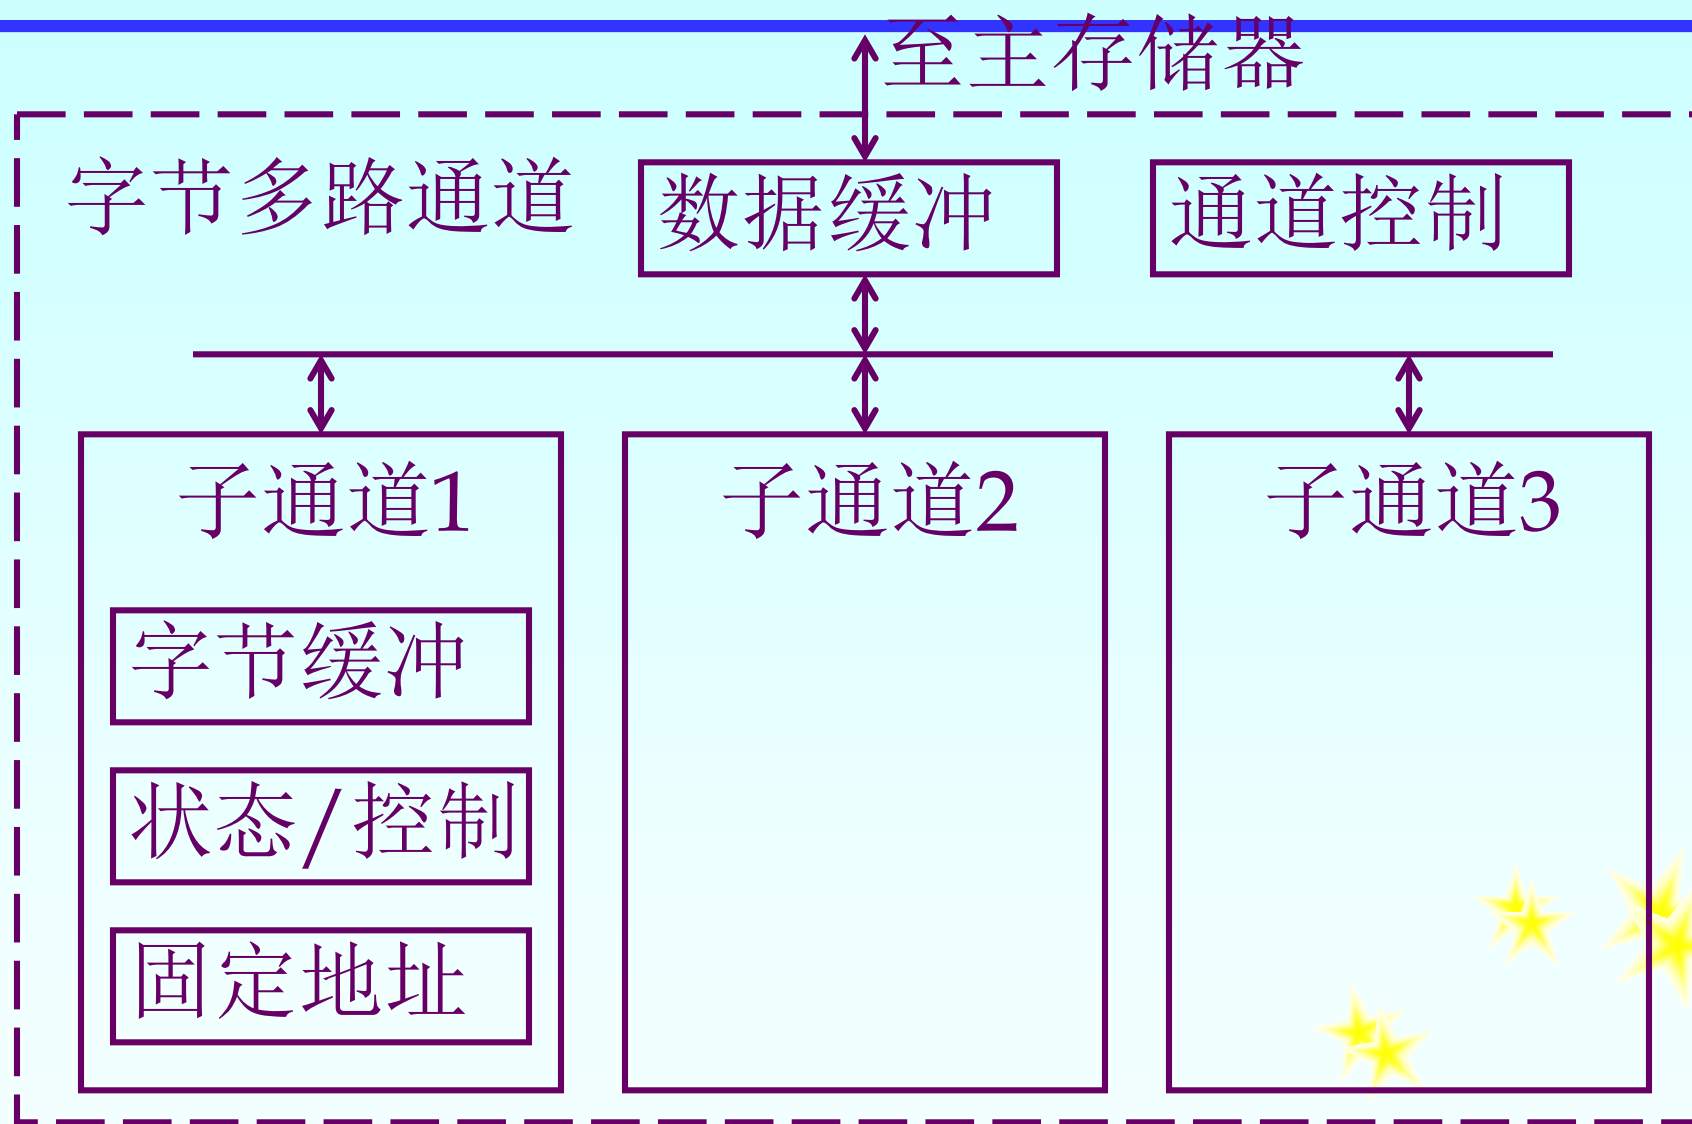 至主存储器
字节多路通道
数据缓冲
通道控制
子通道1
子通道2
子通道3
字节缓冲
状态/控制
固定地址